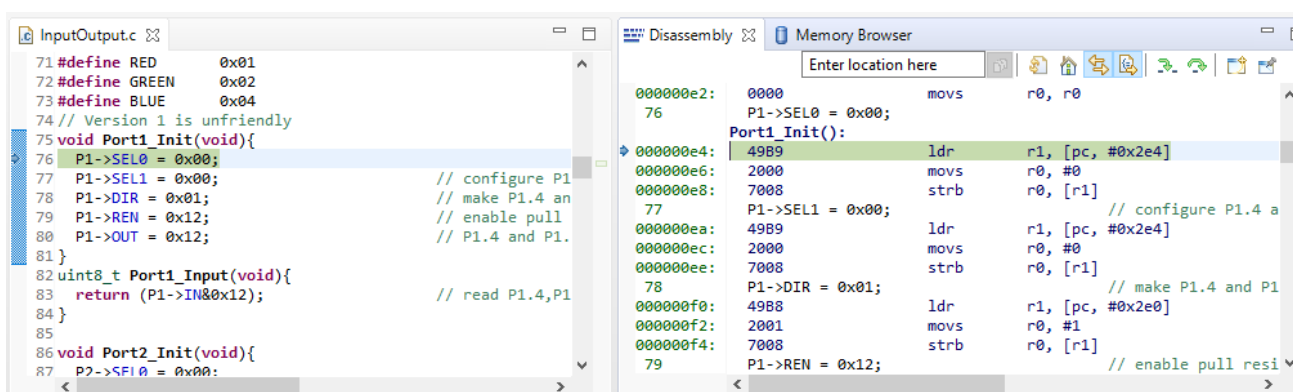 InputOutput.c
71 #define RED 0x01
72 #define GREEN 0x02
73 #define BLUE 0x04
74 // Version 1 is unfriendly
75 void Port1_Init(void){
76 P1->SEL0 = 0x00;
77 P1->SEL1 = 0x00; // configure P1
78 P1->DIR = 0x01; // make P1.4 an
79 P1->REN = 0x12; // enable pull
80 P1->OUT = 0x12; // P1.4 and P1.
81 }
82 uint8_t Port1_Input(void){
83 return (P1->IN&0x12); // read P1.4,P1
84 }
85
86 void Port2_Init(void){
87 P2->SEL0 = 0x00;
Disassembly Memory Browser
Enter location here
000000e2: 0000 movs r0, r0
76 P1->SEL0 = 0x00;
Port1_Init():
000000e4: 49B9 ldr r1, [pc, #0x2e4]
000000e6: 2000 movs r0, #0
000000e8: 7008 strb r0, [r1]
77 P1->SEL1 = 0x00; // configure P1.4 a
000000ea: 49B9 ldr r1, [pc, #0x2e4]
000000ec: 2000 movs r0, #0
000000ee: 7008 strb r0, [r1]
78 P1->DIR = 0x01; // make P1.4 and P1
000000f0: 49B8 ldr r1, [pc, #0x2e0]
000000f2: 2001 movs r0, #1
000000f4: 7008 strb r0, [r1]
79 P1->REN = 0x12; // enable pull resi